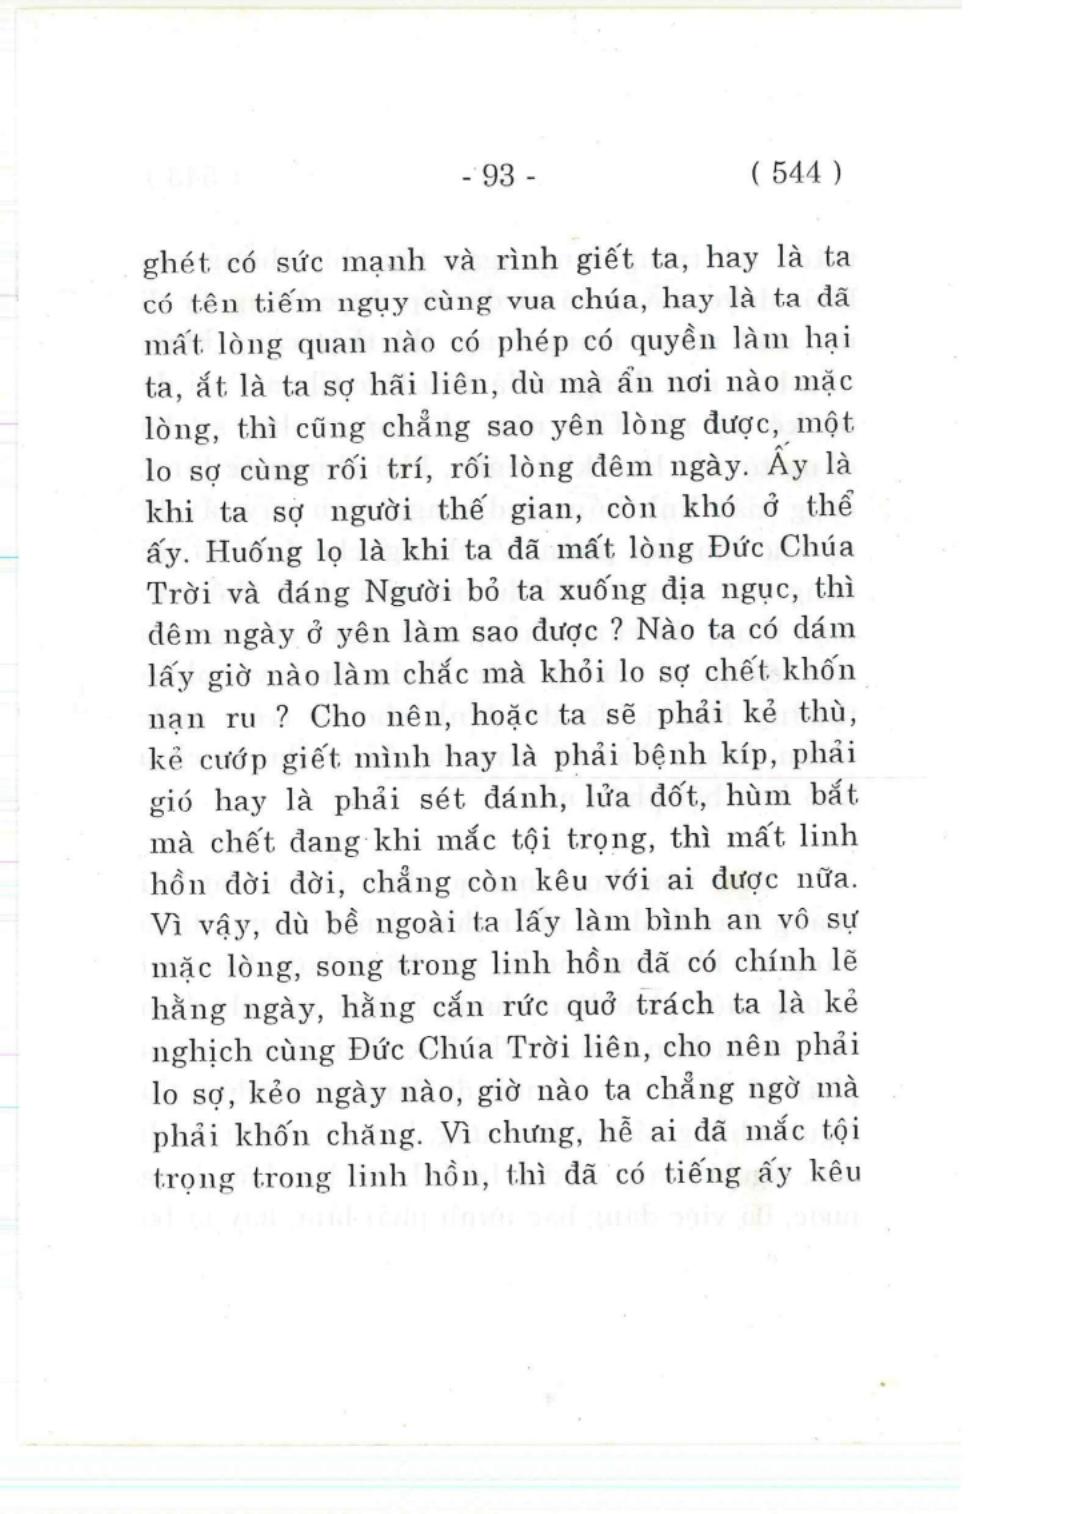 - 93 - ( 544 )
ghét có sức mạnh và rình giết ta, hay là ta
có tên tiếm ngụy cùng vua chúa, hay là ta đã
mất lòng quan nào có phép có quyền làm hại
ta, ắt là ta sợ hãi liên, dù mà ẩn nơi nào mặc
lòng, thì cũng chẳng sao yên lòng được, một
lo sợ cùng rối trí, rối lòng đêm ngày. Ấy là
khi ta sợ người thế gian, còn khó ở thể
ấy. Huống lọ là khi ta đã mất lòng Đức Chúa
Trời và đáng Người bỏ ta xuống địa ngục, thì
đêm ngày ở yên làm sao được ? Nào ta có dám
lấy giờ nào làm chắc mà khỏi lo sợ chết khốn
nạn ru ? Cho nên, hoặc ta sẽ phải kẻ thù,
kẻ cướp giết mình hay là phải bệnh kíp, phải
gió hay là phải sét đánh, lửa đốt, hùm bắt
mà chết đang khi mắc tội trọng, thì mất linh
hồn đời đời, chẳng còn kêu với ai được nữa.
Vì vậy, dù bề ngoài ta lấy làm bình an vô sự
mặc lòng, song trong linh hồn đã có chính lẽ
hằng ngày, hằng cắn rức quở trách ta là kẻ
nghịch cùng Đức Chúa Trời liên, cho nên phải
lo sợ, kẻo ngày nào, giờ nào ta chẳng ngờ mà
phải khốn chăng. Vì chưng, hễ ai đã mắc tội
trọng trong linh hồn, thì đã có tiếng ấy kêu